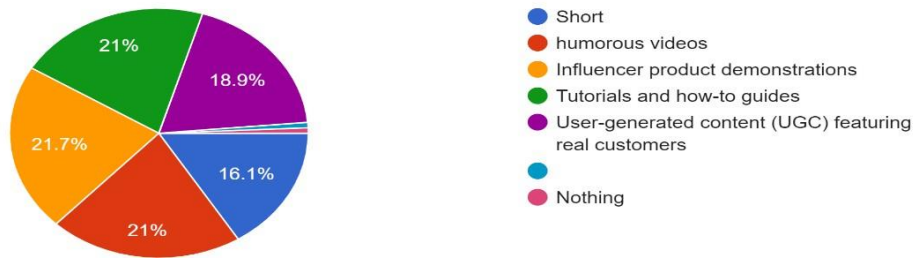 21%
18.9%
21.7%
16.1%
21%
Short
humorous videos
Influencer product demonstrations
Tutorials and how-to guides
User-generated content (UGC) featuring
real customers
Nothing